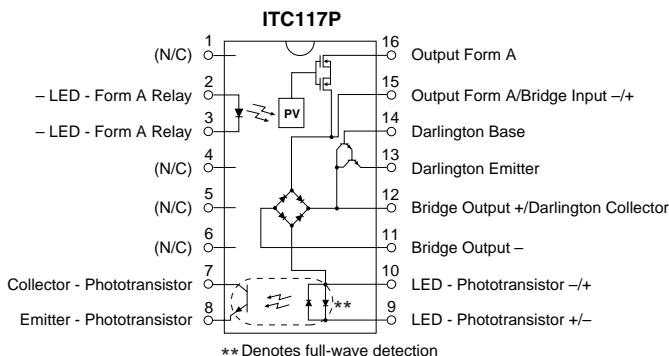 ITC117P
1
(N/C)
16
Output Form A
2
– LED - Form A Relay
15
Output Form A/Bridge Input –/+
PV
3
– LED - Form A Relay
14
Darlington Base
4
(N/C)
13
Darlington Emitter
5
(N/C)
12
Bridge Output +/Darlington Collector
6
(N/C)
11
Bridge Output –
7
Collector - Phototransistor
10
LED - Phototransistor –/+
8
Emitter - Phototransistor
**
9
LED - Phototransistor +/–
** Denotes full-wave detection